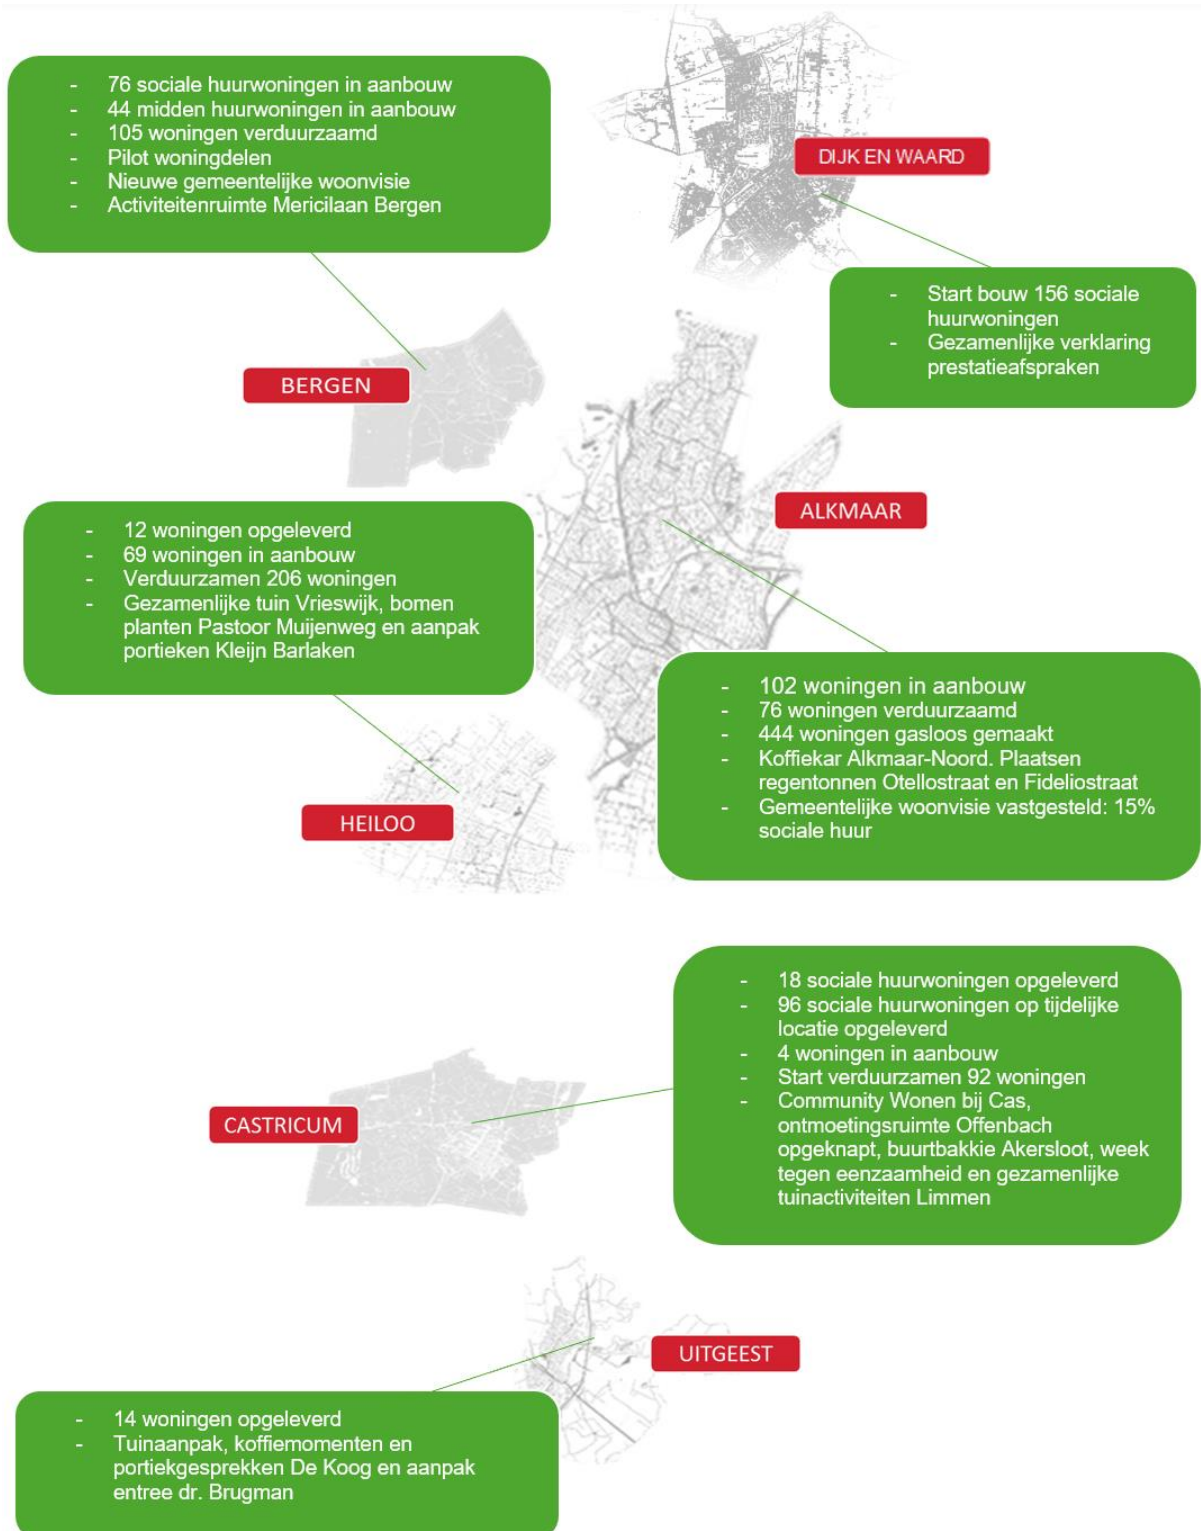 - 76 sociale huurwoningen in aanbouw
- 44 midden huurwoningen in aanbouw
- 105 woningen verduurzaamd
- Pilot woningdelen
- Nieuwe gemeentelijke woonvisie
- Activiteitenruimte Mericilaan Bergen
DIJK EN WAARD
- Start bouw 156 sociale
huurwoningen
- Gezamenlijke verklaring
prestatieafspraken
BERGEN
ALKMAAR
- 12 woningen opgeleverd
- 69 woningen in aanbouw
- Verduurzamen 206 woningen
- Gezamenlijke tuin Vrieswijk, bomen
planten Pastoor Muijenweg en aanpak
portieken Kleijn Barlaken
- 102 woningen in aanbouw
- 76 woningen verduurzaamd
- 444 woningen gasloos gemaakt
- Koffiekar Alkmaar-Noord. Plaatsen
regentonnen Otellostraat en Fideliostraat
- Gemeentelijke woonvisie vastgesteld: 15%
sociale huur
HEILOO
- 18 sociale huurwoningen opgeleverd
- 96 sociale huurwoningen op tijdelijke
locatie opgeleverd
- 4 woningen in aanbouw
- Start verduurzamen 92 woningen
- Community Wonen bij Cas,
ontmoetingsruimte Offenbach
opgeknapt, buurtbakkie Akersloot, week
tegen eenzaamheid en gezamenlijke
tuinactiviteiten Limmen
CASTRICUM
UITGEEST
- 14 woningen opgeleverd
- Tuinaanpak, koffiemomenten en
portiekgesprekken De Koog en aanpak
entree dr. Brugman